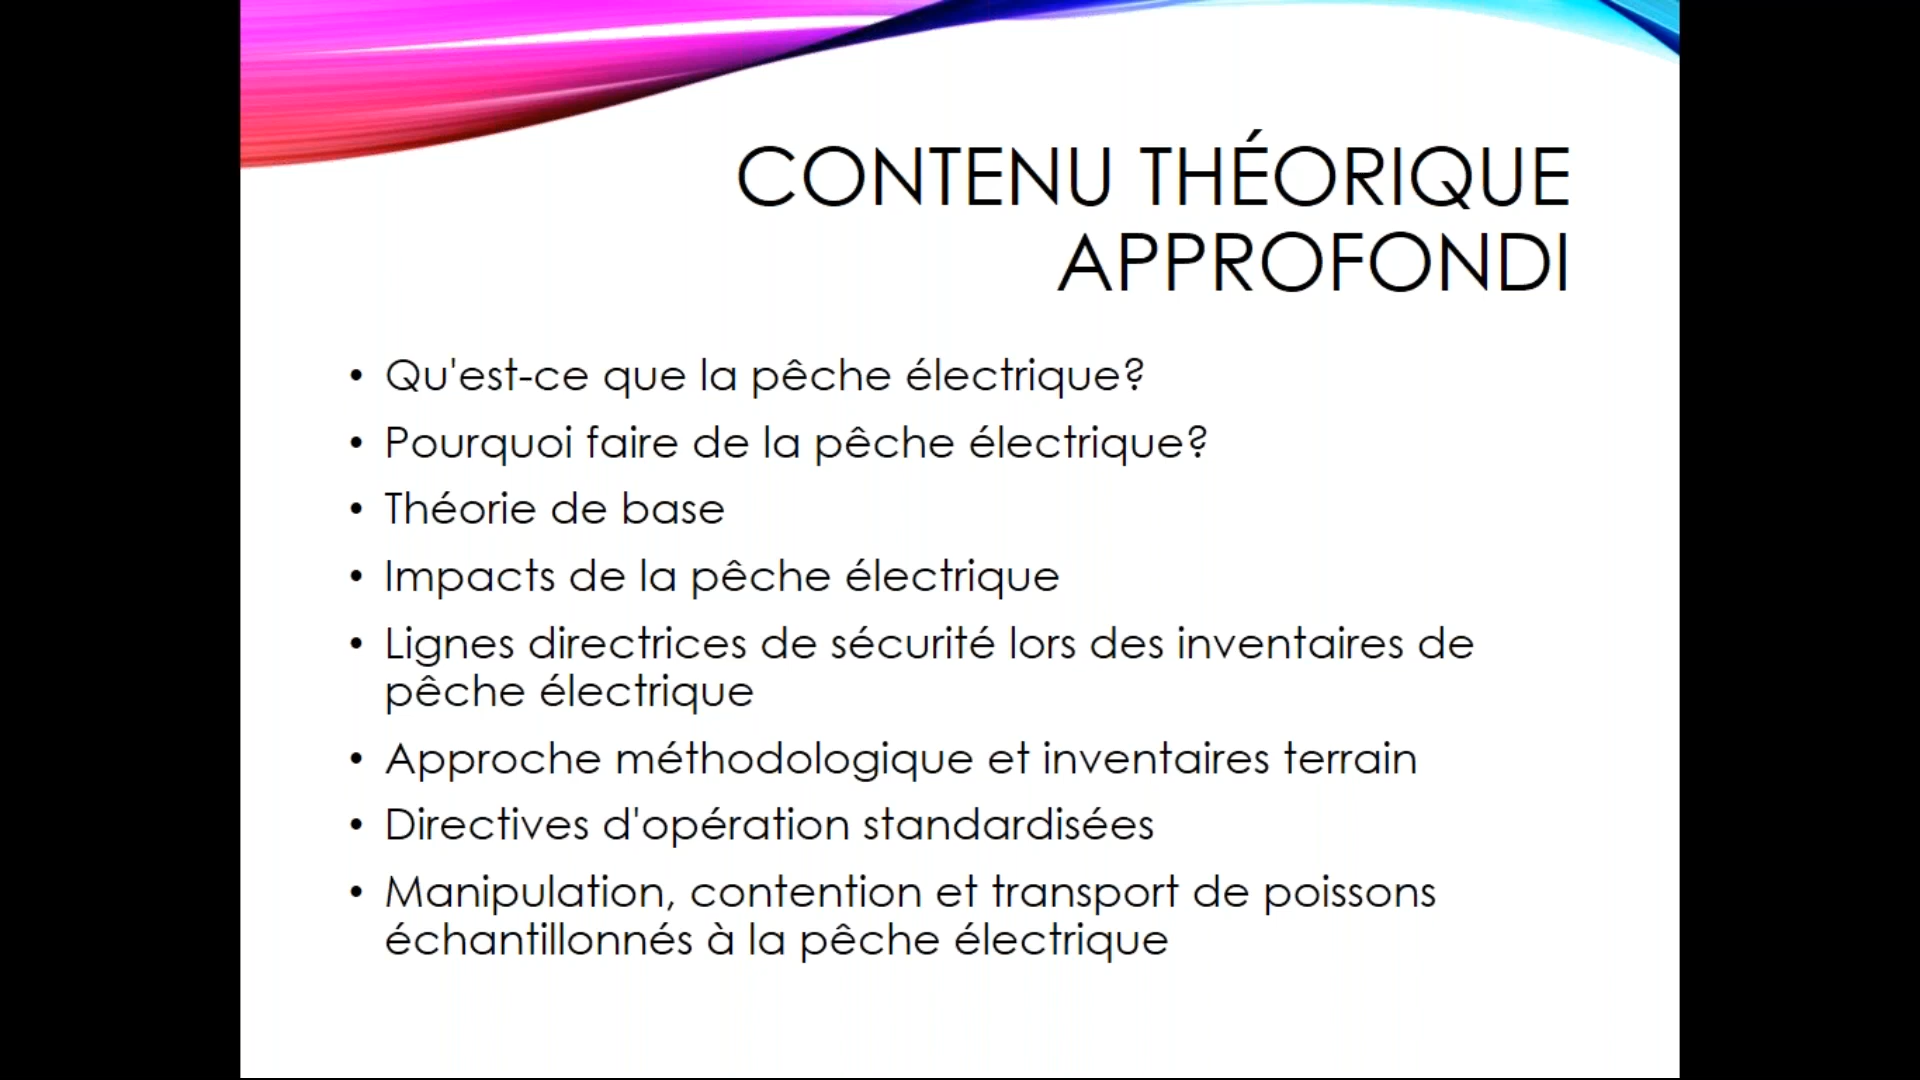 CONTENU THÉORIQUE
APPROFONDI
• Qu'est-ce que la pêche électrique?
• Pourquoi faire de la pêche électrique?
• Théorie de base
• Impacts de la pêche électrique
• Lignes directrices de sécurité lors des inventaires de
pêche électrique
• Approche méthodologique et inventaires terrain
• Directives d'opération standardisées
• Manipulation, contention et transport de poissons
échantillonnés à la pêche électrique